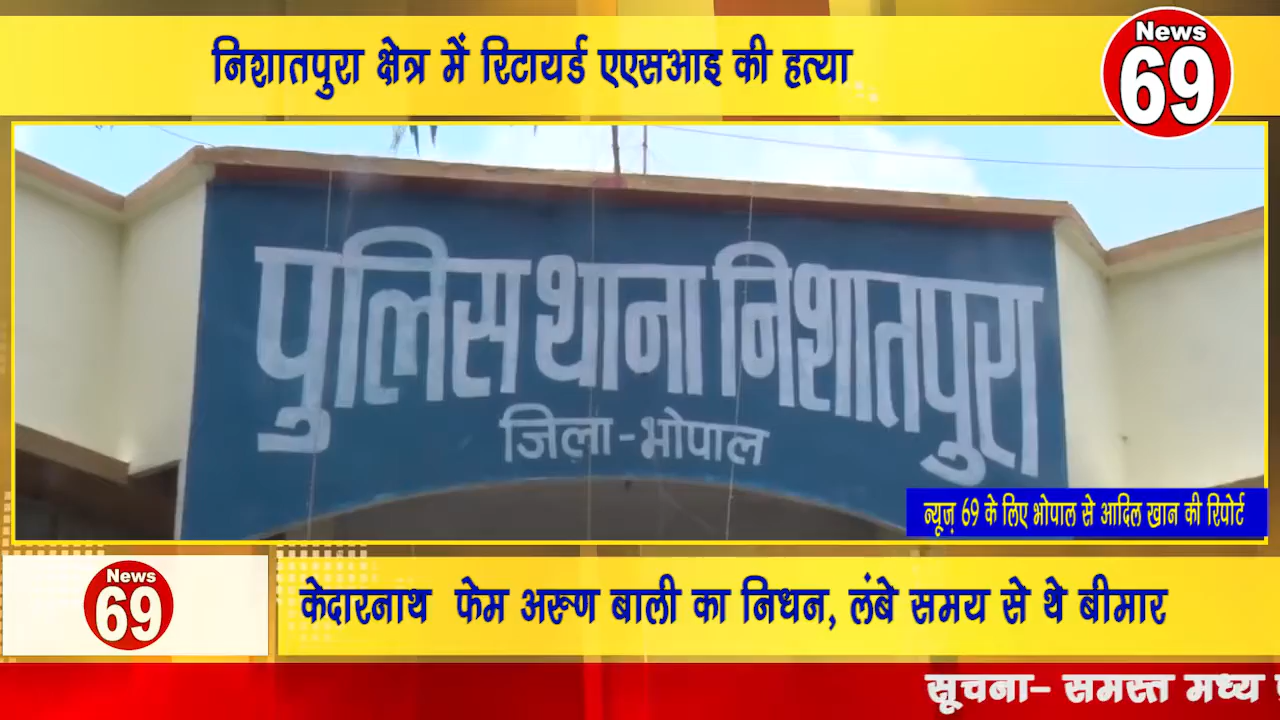 निशातपुरा क्षेत्र में रिटायर्ड एएसआइ की हत्या
News
69
पुलिस थाना निशातपुरा
जिला-भोपाल
न्यूज़ 69 के लिए भोपाल से आदिल खान की रिपोर्ट
News
69
केदारनाथ फेम अरूण बाली का निधन, लंबे समय से थे बीमार
सूचना- समस्त मध्य